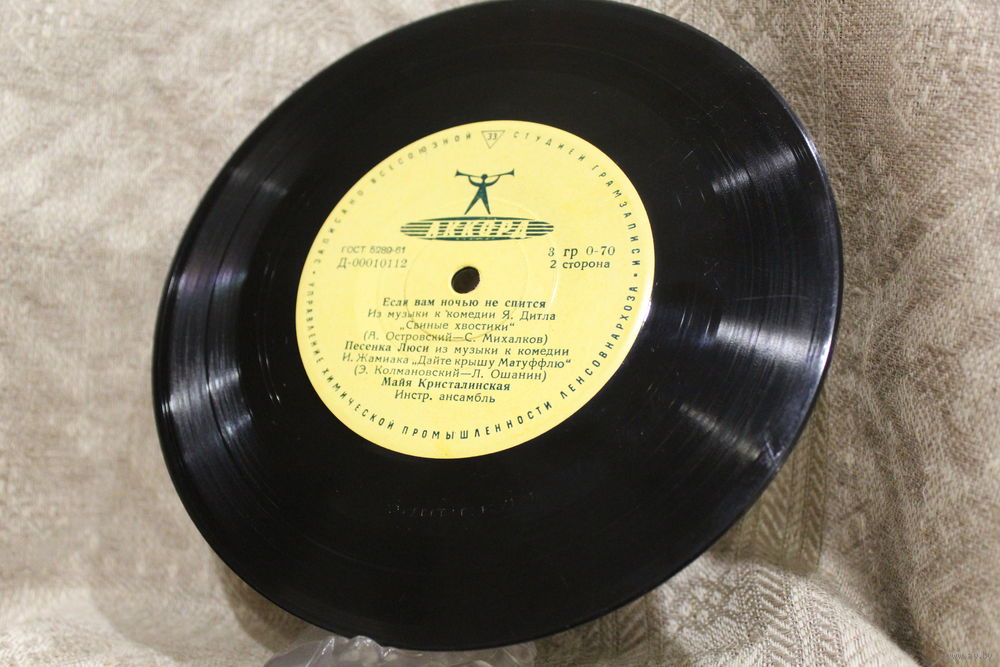 ЗАПИСАНО ВСЕСОЮЗНОЙ 33 СТУДИЕЙ ГРАМЗАПИСИ
АККОРД
ГОСТ 5289-61
Д-00010112
3 гр 0-70
2 сторона
Если вам ночью не спится
Из музыки к комедии Я. Дитла
„Свиные хвостики“
(А. Островский—С. Михалков)
Песенка Люси из музыки к комедии
И. Жамиака „Дайте крышу Матуффлю“
(Э. Колмановский—Л. Ошанин)
Майя Кристалинская
Инстр. ансамбль
• УПРАВЛЕНИЕ ХИМИЧЕСКОЙ ПРОМЫШЛЕННОСТИ ЛЕНСОВНАРХОЗА •